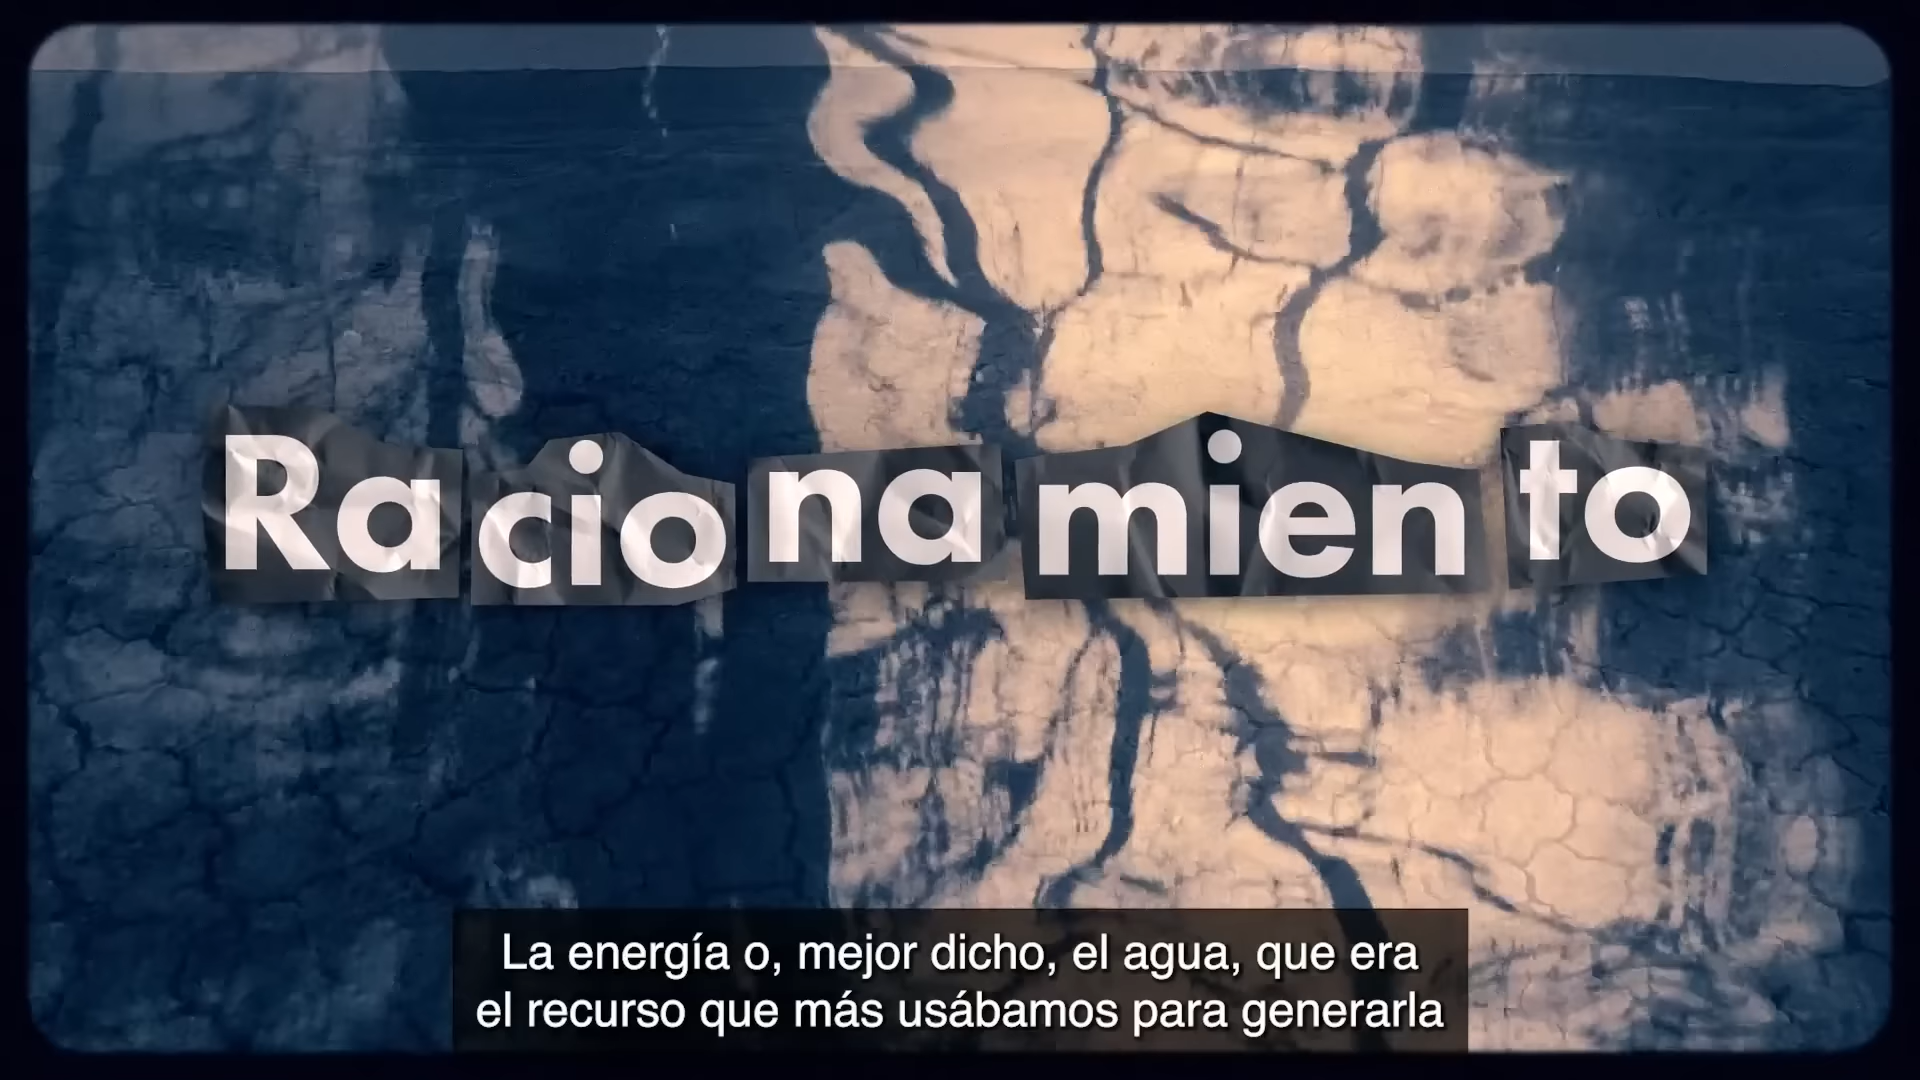 Racionamiento
La energía o, mejor dicho, el agua, que era
el recurso que más usábamos para generarla